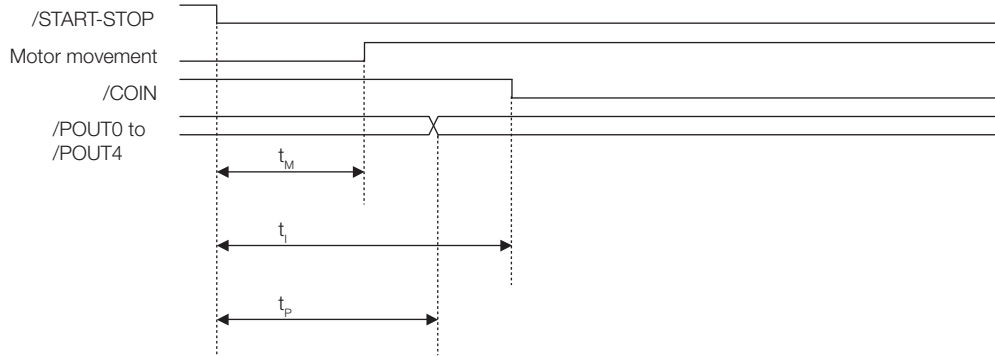 /START-STOP
Motor movement
/COIN
/POUT0 to
/POUT4
tM
tI
tP